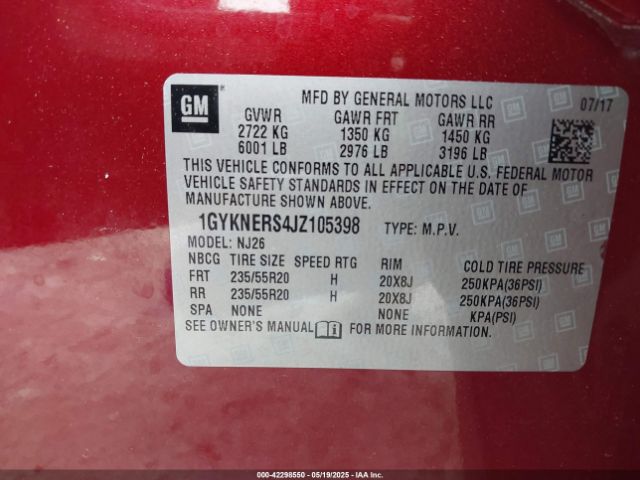 GM
MFD BY GENERAL MOTORS LLC 07/17
GVWR GAWR FRT GAWR RR
2722 KG 1350 KG 1450 KG
6001 LB 2976 LB 3196 LB
THIS VEHICLE CONFORMS TO ALL APPLICABLE U.S. FEDERAL MOTOR
VEHICLE SAFETY STANDARDS IN EFFECT ON THE DATE OF
MANUFACTURE SHOWN ABOVE.
1GYKNERS4JZ105398 TYPE: M.P.V.
MODEL: NJ26
NBCG TIRE SIZE SPEED RTG RIM COLD TIRE PRESSURE
FRT 235/55R20 H 20X8J 250KPA(36PSI)
RR 235/55R20 H 20X8J 250KPA(36PSI)
SPA NONE NONE KPA(PSI)
SEE OWNER'S MANUAL i FOR MORE INFORMATION.
000-42298550 - 05/19/2025 - IAA, Inc.